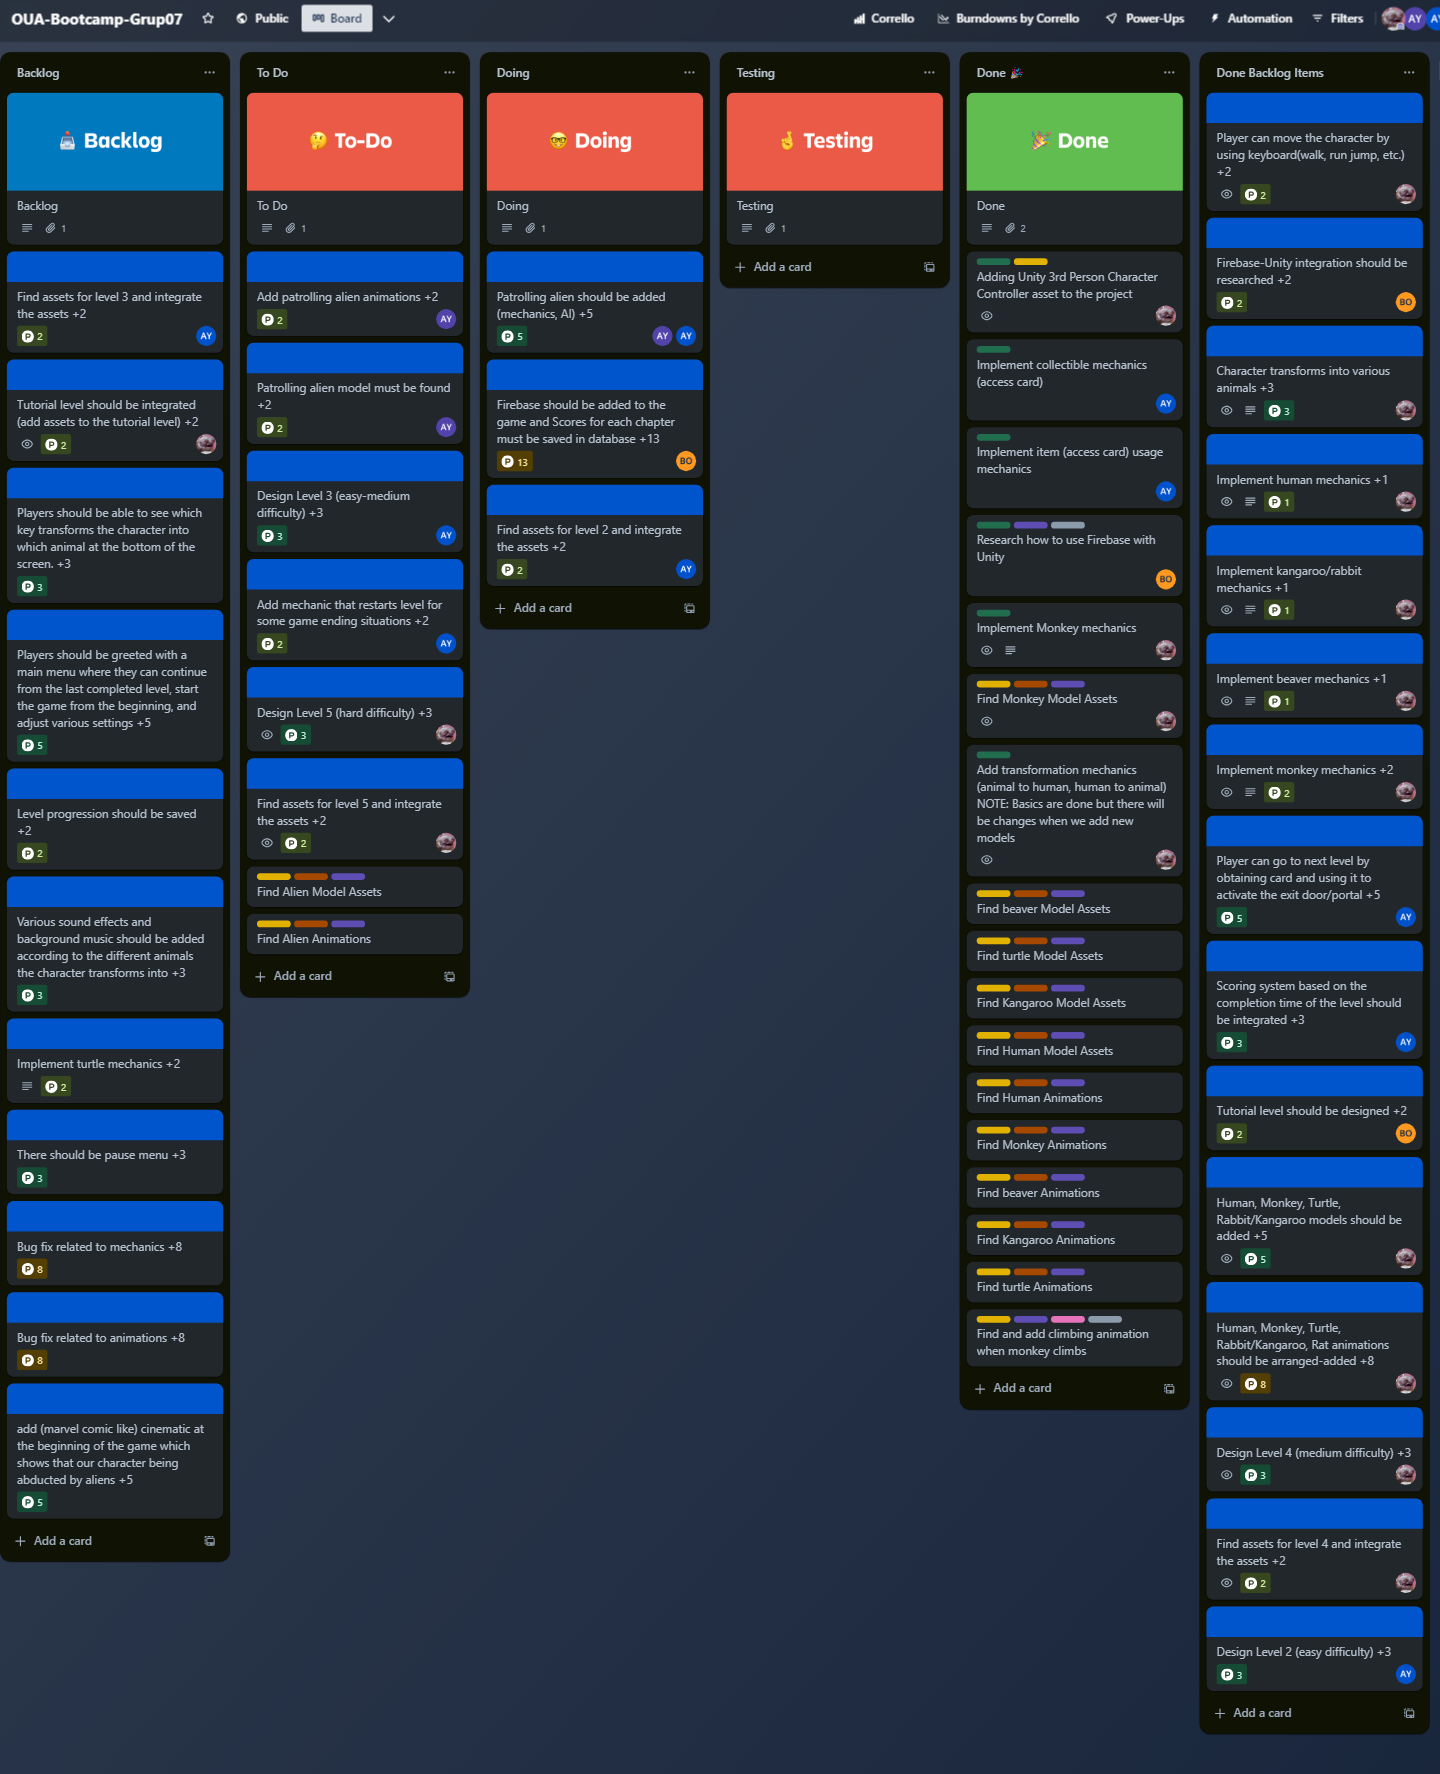 OUA-Bootcamp-Grup07
Public
Board
Corrello
Burndowns by Corrello
Power-Ups
Automation
Filters
AY
AY
Backlog
Backlog
Backlog
1
Find assets for level 3 and integrate
the assets +2
P 2
AY
Tutorial level should be integrated
(add assets to the tutorial level) +2
P 2
Players should be able to see which
key transforms the character into
which animal at the bottom of the
screen. +3
P 3
Players should be greeted with a
main menu where they can continue
from the last completed level, start
the game from the beginning, and
adjust various settings +5
P 5
Level progression should be saved
+2
P 2
Various sound effects and
background music should be added
according to the different animals
the character transforms into +3
P 3
Implement turtle mechanics +2
P 2
There should be pause menu +3
P 3
Bug fix related to mechanics +8
P 8
Bug fix related to animations +8
P 8
add (marvel comic like) cinematic at
the beginning of the game which
shows that our character being
abducted by aliens +5
P 5
+ Add a card
To Do
To-Do
To Do
1
Add patrolling alien animations +2
P 2
AY
Patrolling alien model must be found
+2
P 2
AY
Design Level 3 (easy-medium
difficulty) +3
P 3
AY
Add mechanic that restarts level for
some game ending situations +2
P 2
AY
Design Level 5 (hard difficulty) +3
P 3
Find assets for level 5 and integrate
the assets +2
P 2
Find Alien Model Assets
Find Alien Animations
+ Add a card
Doing
Doing
Doing
1
Patrolling alien should be added
(mechanics, AI) +5
P 5
AY AY
Firebase should be added to the
game and Scores for each chapter
must be saved in database +13
P 13
BO
Find assets for level 2 and integrate
the assets +2
P 2
AY
+ Add a card
Testing
Testing
Testing
1
+ Add a card
Done
Done
Done
2
Adding Unity 3rd Person Character
Controller asset to the project
Implement collectible mechanics
(access card)
AY
Implement item (access card) usage
mechanics
AY
Research how to use Firebase with
Unity
BO
Implement Monkey mechanics
Find Monkey Model Assets
Add transformation mechanics
(animal to human, human to animal)
NOTE: Basics are done but there will
be changes when we add new
models
Find beaver Model Assets
Find turtle Model Assets
Find Kangaroo Model Assets
Find Human Model Assets
Find Human Animations
Find Monkey Animations
Find beaver Animations
Find Kangaroo Animations
Find turtle Animations
Find and add climbing animation
when monkey climbs
+ Add a card
Done Backlog Items
Player can move the character by
using keyboard(walk, run jump, etc.)
+2
P 2
Firebase-Unity integration should be
researched +2
P 2
BO
Character transforms into various
animals +3
P 3
Implement human mechanics +1
P 1
Implement kangaroo/rabbit
mechanics +1
P 1
Implement beaver mechanics +1
P 1
Implement monkey mechanics +2
P 2
Player can go to next level by
obtaining card and using it to
activate the exit door/portal +5
P 5
AY
Scoring system based on the
completion time of the level should
be integrated +3
P 3
AY
Tutorial level should be designed +2
P 2
BO
Human, Monkey, Turtle,
Rabbit/Kangaroo models should be
added +5
P 5
Human, Monkey, Turtle,
Rabbit/Kangaroo, Rat animations
should be arranged-added +8
P 8
Design Level 4 (medium difficulty) +3
P 3
Find assets for level 4 and integrate
the assets +2
P 2
Design Level 2 (easy difficulty) +3
P 3
AY
+ Add a card